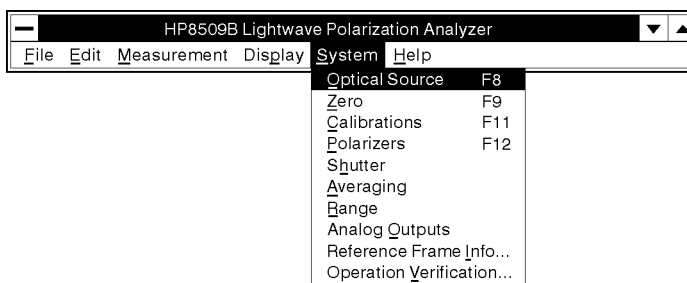 HP8509B Lightwave Polarization Analyzer
File Edit Measurement Display System Help
Optical Source F8
Zero F9
Calibrations F11
Polarizers F12
Shutter
Averaging
Range
Analog Outputs
Reference Frame Info...
Operation Verification...